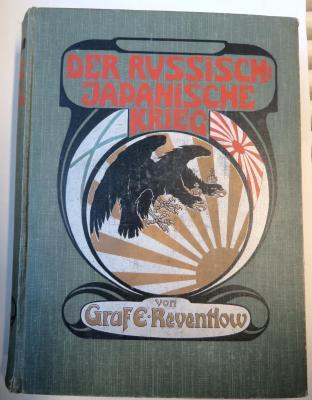 DER RUSSISCH-
JAPANISCHE
KRIEG
von
Graf E. Reventlow